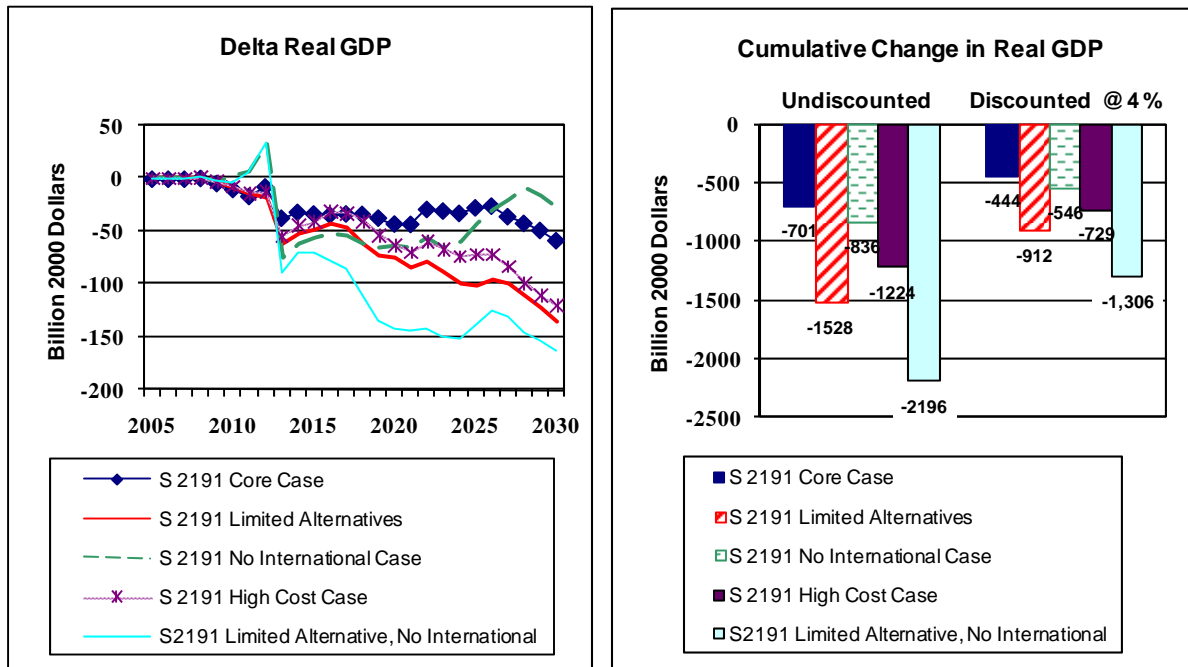 Delta Real GDP
Billion 2000 Dollars
50
0
-50
-100
-150
-200
2005 2010 2015 2020 2025 2030
S 2191 Core Case
S 2191 Limited Alternatives
S 2191 No International Case
S 2191 High Cost Case
S2191 Limited Alternative, No International
Cumulative Change in Real GDP
Undiscounted Discounted @ 4 %
Billion 2000 Dollars
0
-500
-1000
-1500
-2000
-2500
-701
-1528
-836
-1224
-2196
-444
-912
-546
-729
-1,306
S 2191 Core Case
S 2191 Limited Alternatives
S 2191 No International Case
S 2191 High Cost Case
S2191 Limited Alternative, No International